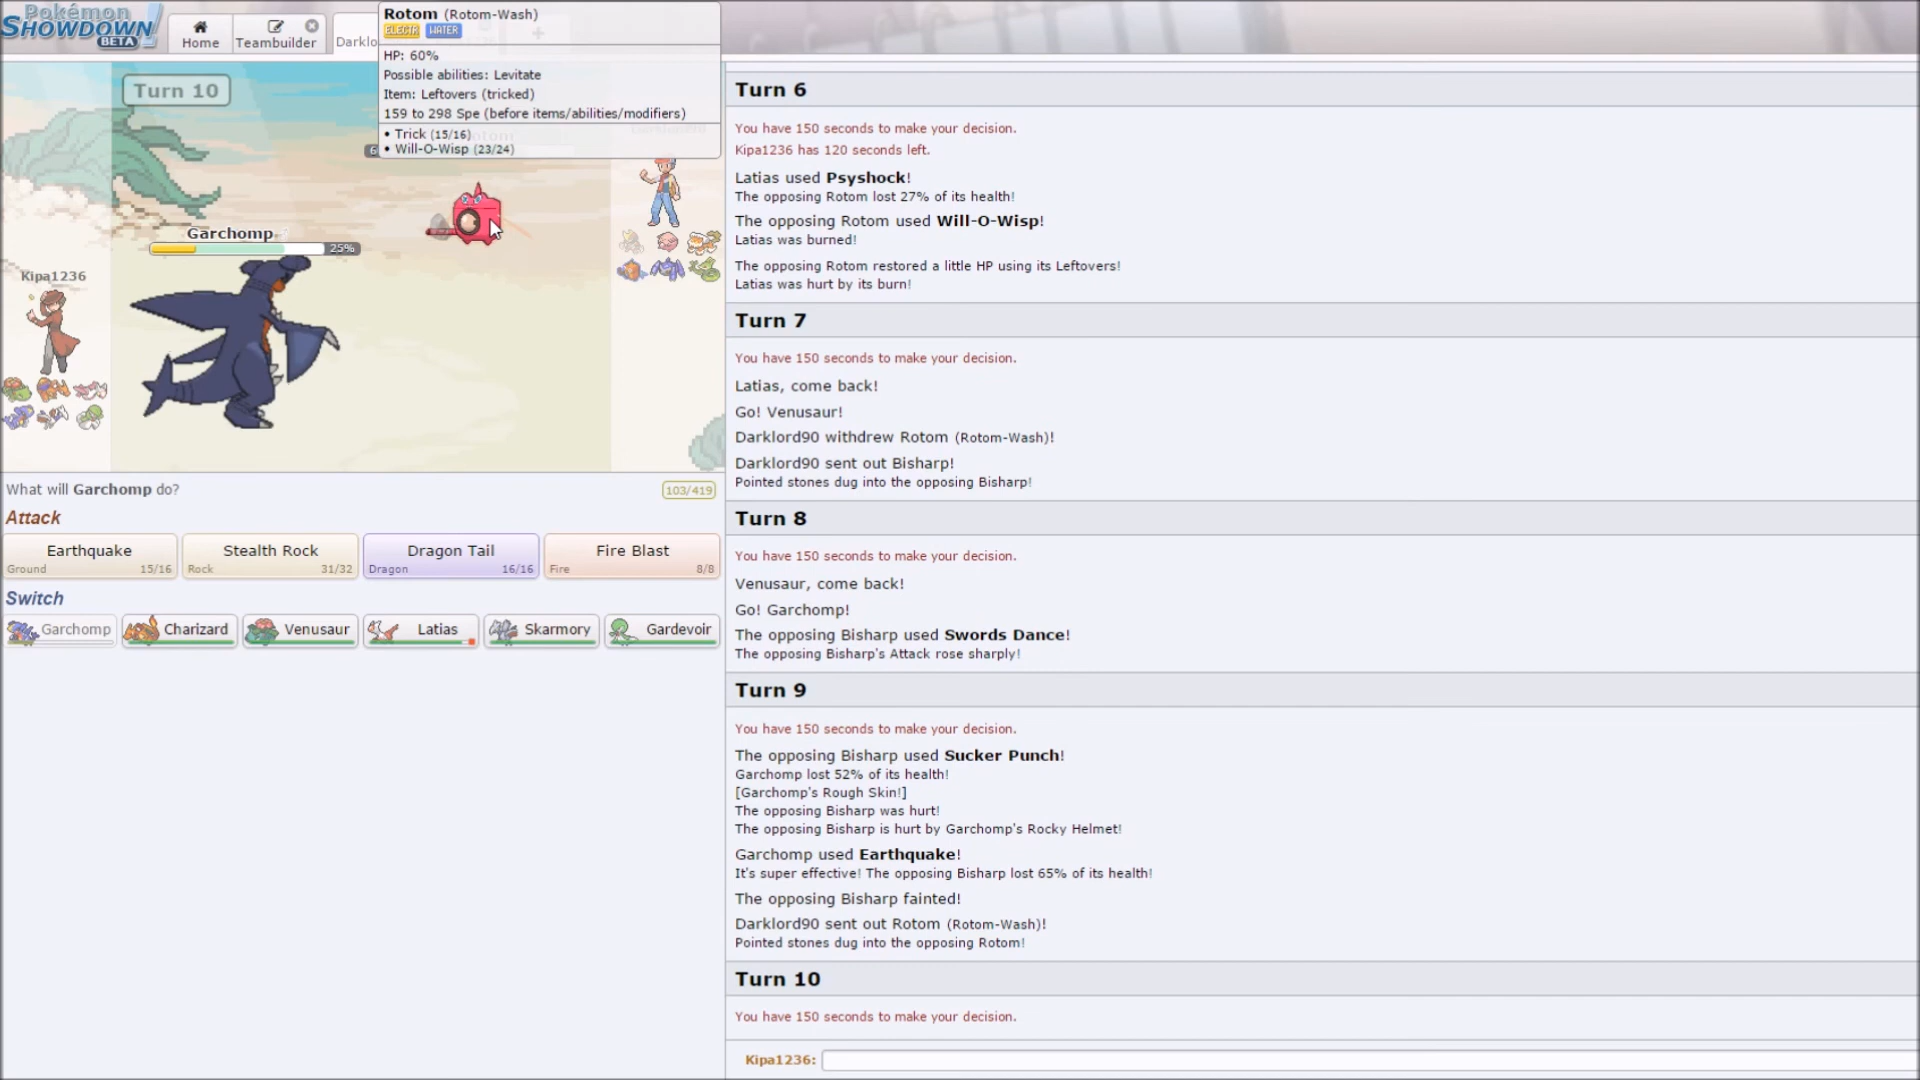 Pokémon
SHOWDOWN!
BETA
Home
Teambuilder
Darklo
Rotom (Rotom-Wash)
ELECTR WATER
HP: 60%
Possible abilities: Levitate
Item: Leftovers (tricked)
159 to 298 Spe (before items/abilities/modifiers)
• Trick (15/16)
• Will-O-Wisp (23/24)
Turn 10
Garchomp
25%
Kipa1236
What will Garchomp do?
103/419
Attack
Earthquake
Ground 15/16
Stealth Rock
Rock 31/32
Dragon Tail
Dragon 16/16
Fire Blast
Fire 8/8
Switch
Garchomp
Charizard
Venusaur
Latias
Skarmory
Gardevoir
Turn 6
You have 150 seconds to make your decision.
Kipa1236 has 120 seconds left.
Latias used Psyshock!
The opposing Rotom lost 27% of its health!
The opposing Rotom used Will-O-Wisp!
Latias was burned!
The opposing Rotom restored a little HP using its Leftovers!
Latias was hurt by its burn!
Turn 7
You have 150 seconds to make your decision.
Latias, come back!
Go! Venusaur!
Darklord90 withdrew Rotom (Rotom-Wash)!
Darklord90 sent out Bisharp!
Pointed stones dug into the opposing Bisharp!
Turn 8
You have 150 seconds to make your decision.
Venusaur, come back!
Go! Garchomp!
The opposing Bisharp used Swords Dance!
The opposing Bisharp's Attack rose sharply!
Turn 9
You have 150 seconds to make your decision.
The opposing Bisharp used Sucker Punch!
Garchomp lost 52% of its health!
[Garchomp's Rough Skin!]
The opposing Bisharp was hurt!
The opposing Bisharp is hurt by Garchomp's Rocky Helmet!
Garchomp used Earthquake!
It's super effective! The opposing Bisharp lost 65% of its health!
The opposing Bisharp fainted!
Darklord90 sent out Rotom (Rotom-Wash)!
Pointed stones dug into the opposing Rotom!
Turn 10
You have 150 seconds to make your decision.
Kipa1236: